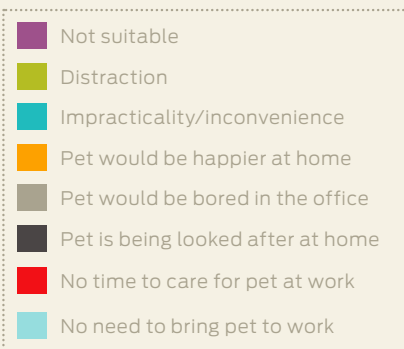 Not suitable
Distraction
Impracticality/inconvenience
Pet would be happier at home
Pet would be bored in the office
Pet is being looked after at home
No time to care for pet at work
No need to bring pet to work